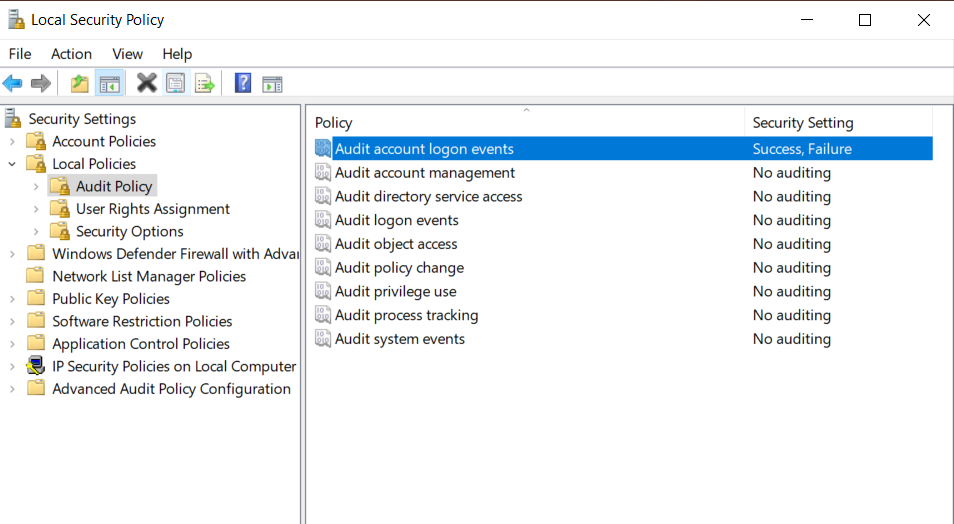 Local Security Policy
File Action View Help
Security Settings
Account Policies
Local Policies
Audit Policy
User Rights Assignment
Security Options
Windows Defender Firewall with Adva
Network List Manager Policies
Public Key Policies
Software Restriction Policies
Application Control Policies
IP Security Policies on Local Computer
Advanced Audit Policy Configuration
Policy Security Setting
Audit account logon events Success, Failure
Audit account management No auditing
Audit directory service access No auditing
Audit logon events No auditing
Audit object access No auditing
Audit policy change No auditing
Audit privilege use No auditing
Audit process tracking No auditing
Audit system events No auditing